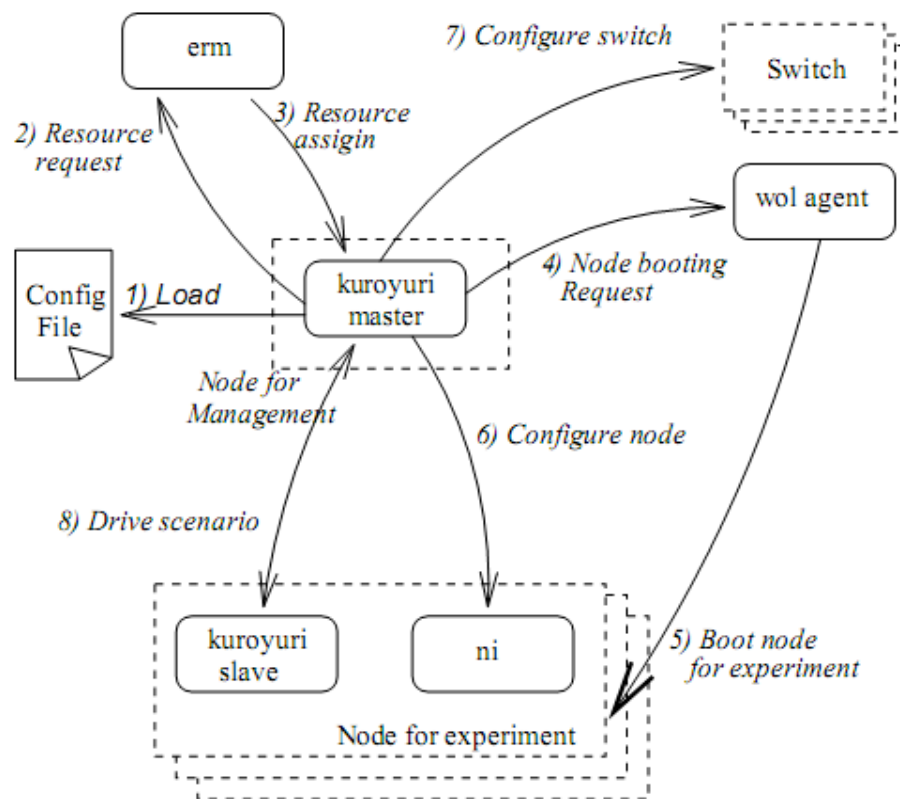 erm
7) Configure switch
Switch
2) Resource
request
3) Resource
assigin
wol agent
4) Node booting
Request
kuroyuri
master
Config
File
1) Load
Node for
Management
6) Configure node
8) Drive scenario
kuroyuri
slave
ni
5) Boot node
for experiment
Node for experiment